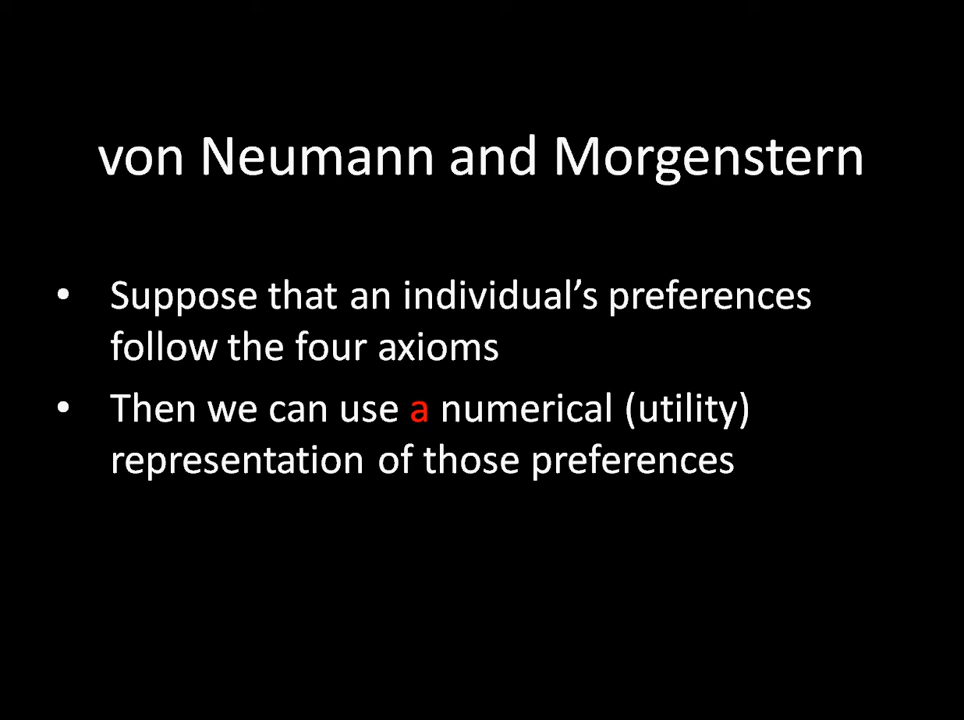 von Neumann and Morgenstern
• Suppose that an individual’s preferences
follow the four axioms
• Then we can use a numerical (utility)
representation of those preferences